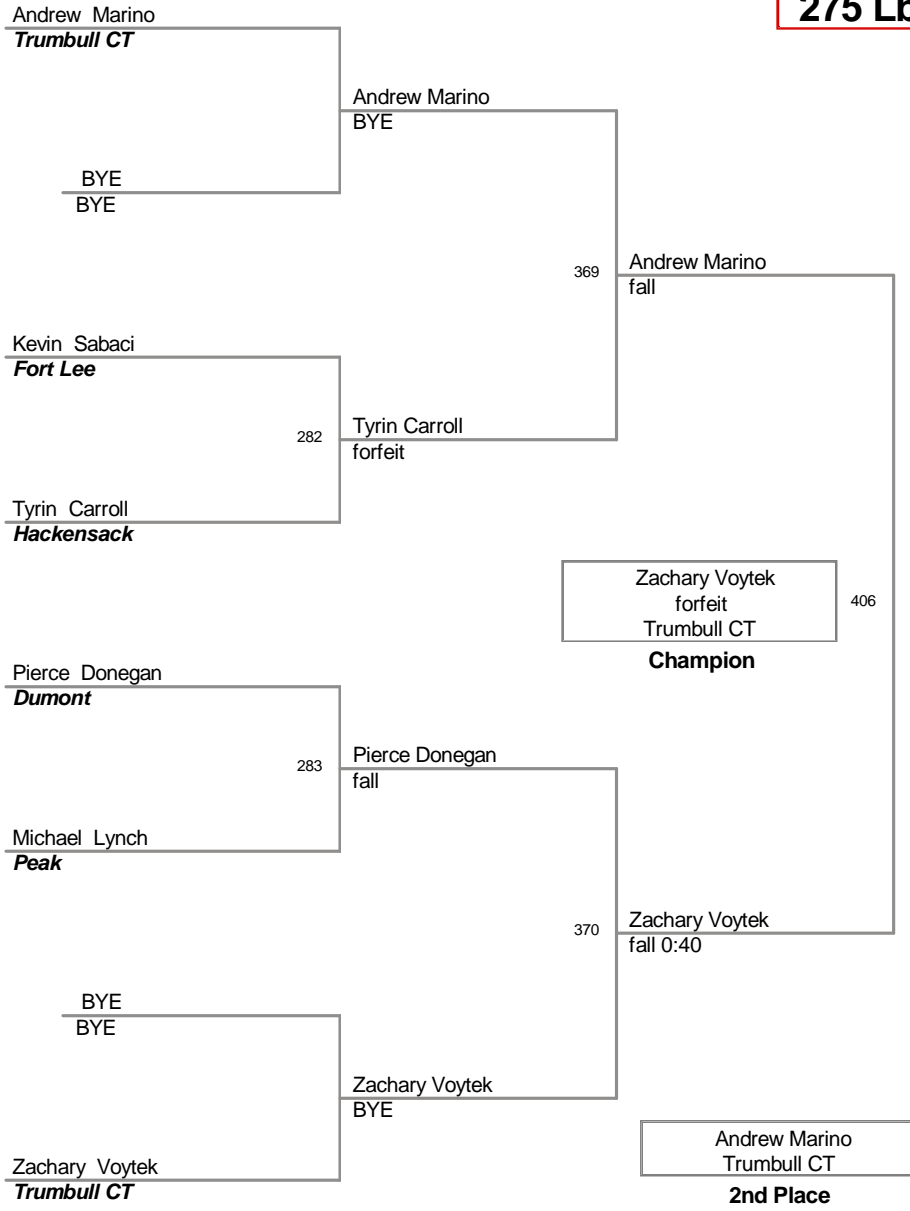 275 Lb
Andrew Marino
Trumbull CT
Andrew Marino
BYE
BYE
BYE
369
Andrew Marino
fall
Kevin Sabaci
Fort Lee
282
Tyrin Carroll
forfeit
Tyrin Carroll
Hackensack
Zachary Voytek
forfeit
Trumbull CT
406
Champion
Pierce Donegan
Dumont
283
Pierce Donegan
fall
Michael Lynch
Peak
370
Zachary Voytek
fall 0:40
BYE
BYE
Zachary Voytek
BYE
Zachary Voytek
Trumbull CT
Andrew Marino
Trumbull CT
2nd Place